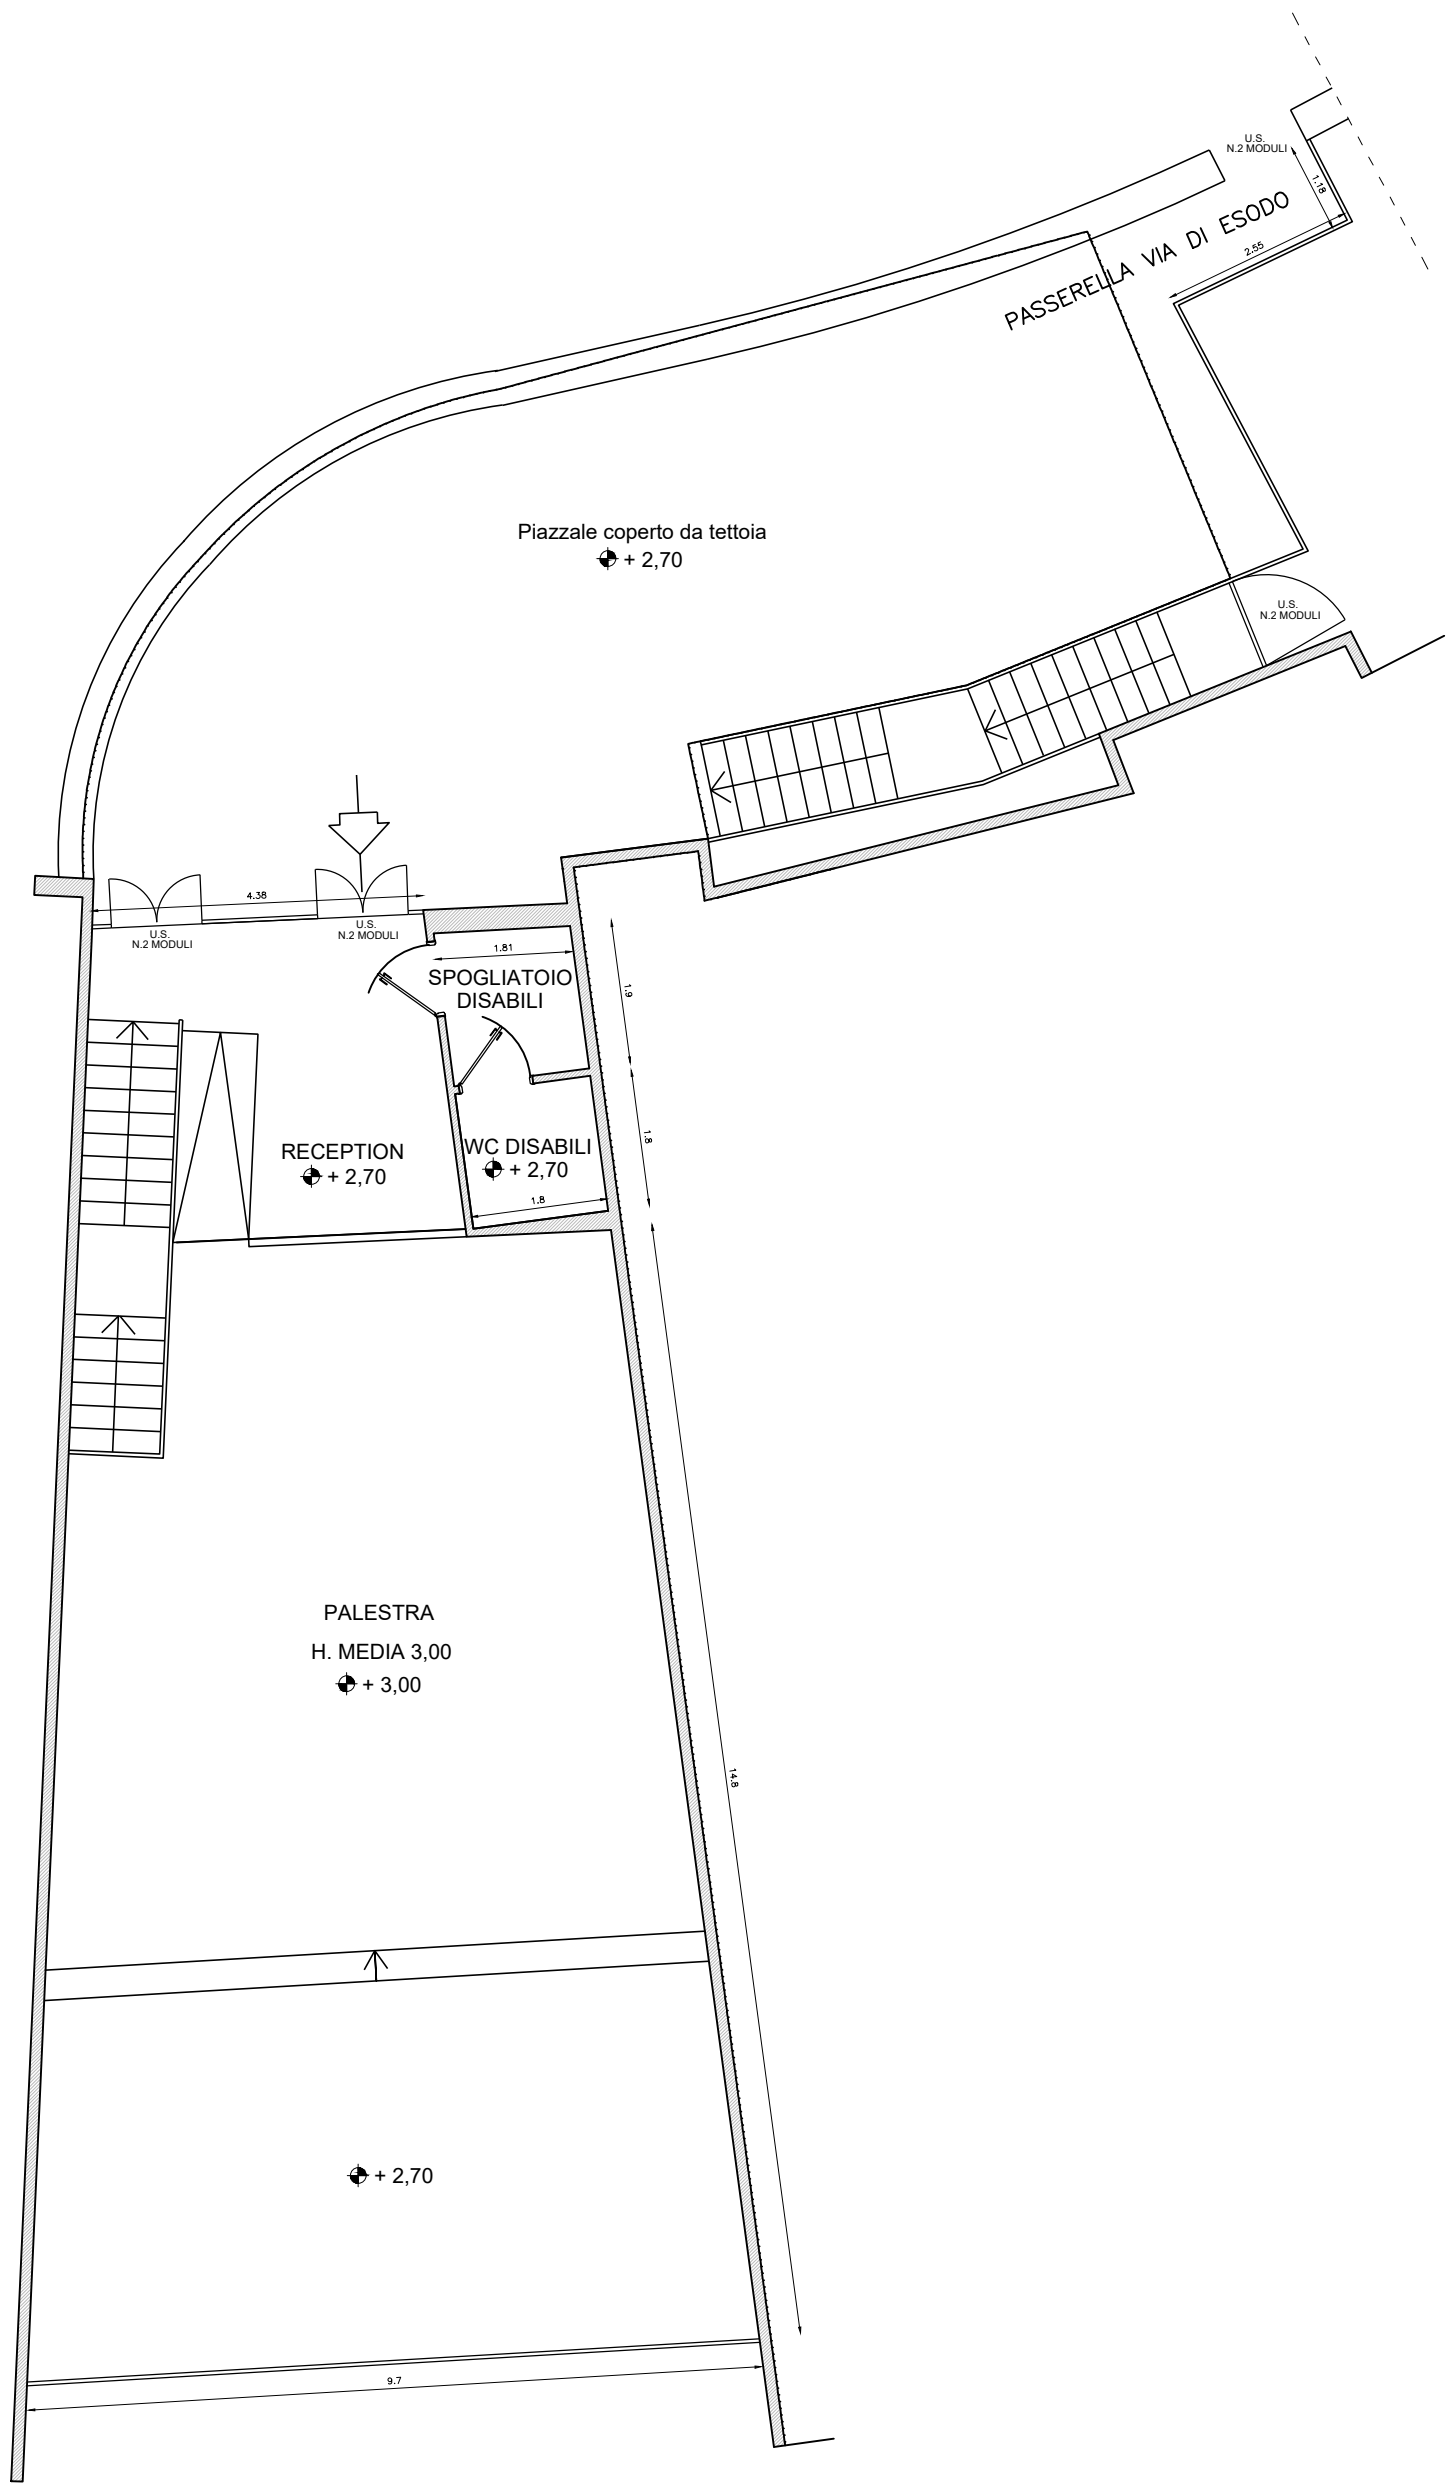 U.S.
N.2 MODULI
1.18
PASSERELLA VIA DI ESODO
2.55
Piazzale coperto da tettoia
+ 2,70
U.S.
N.2 MODULI
4.38
U.S.
N.2 MODULI
U.S.
N.2 MODULI
1.81
SPOGLIATOIO
DISABILI
1.9
1.8
RECEPTION
+ 2,70
WC DISABILI
+ 2,70
1.8
PALESTRA
H. MEDIA 3,00
+ 3,00
14.8
+ 2,70
9.7